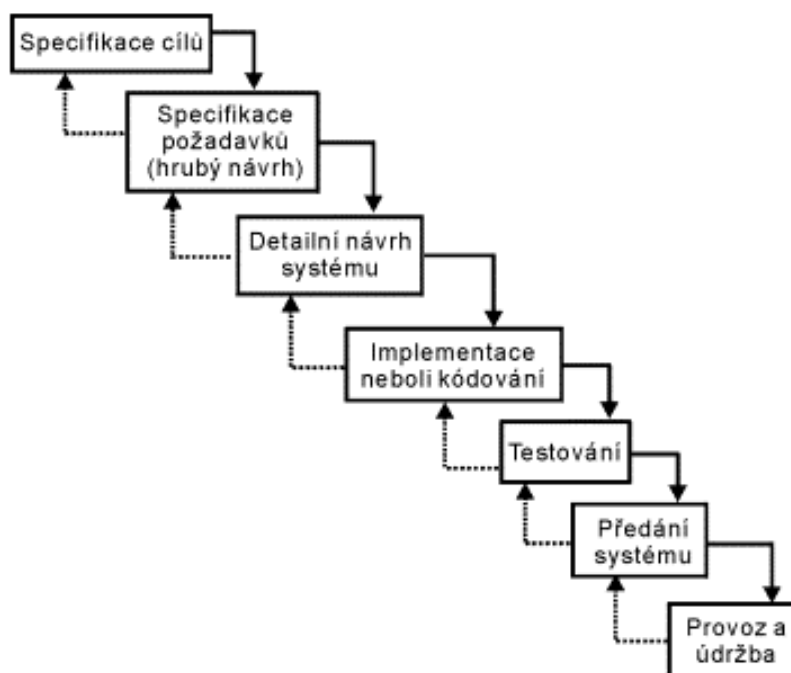 Specifikace cílů
Specifikace
požadavků
(hrubý návrh)
Detailní návrh
systému
Implementace
neboli kódování
Testování
Předání
systému
Provoz a
údržba